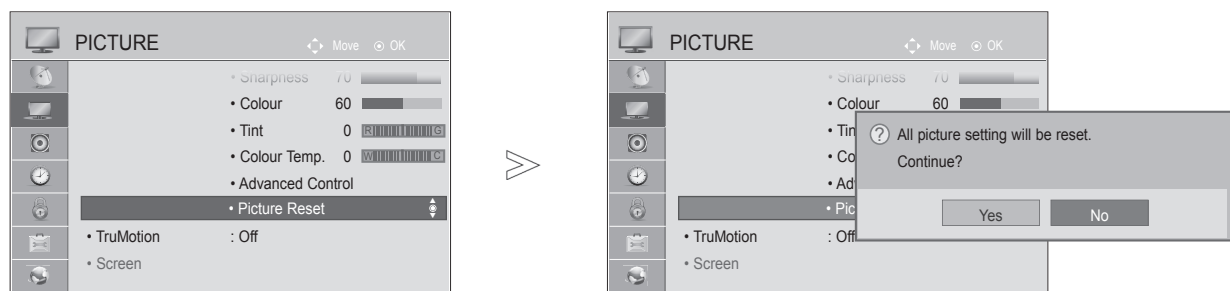 PICTURE
Move OK
• Sharpness 70
• Colour 60
• Tint 0 R G
• Colour Temp. 0 W C
• Advanced Control
• Picture Reset
• TruMotion : Off
• Screen
PICTURE
Move OK
• Sharpness 70
• Colour 60
• Tin
• Co
• Ad
• Pic
• TruMotion : Off
• Screen
? All picture setting will be reset.
Continue?
Yes No